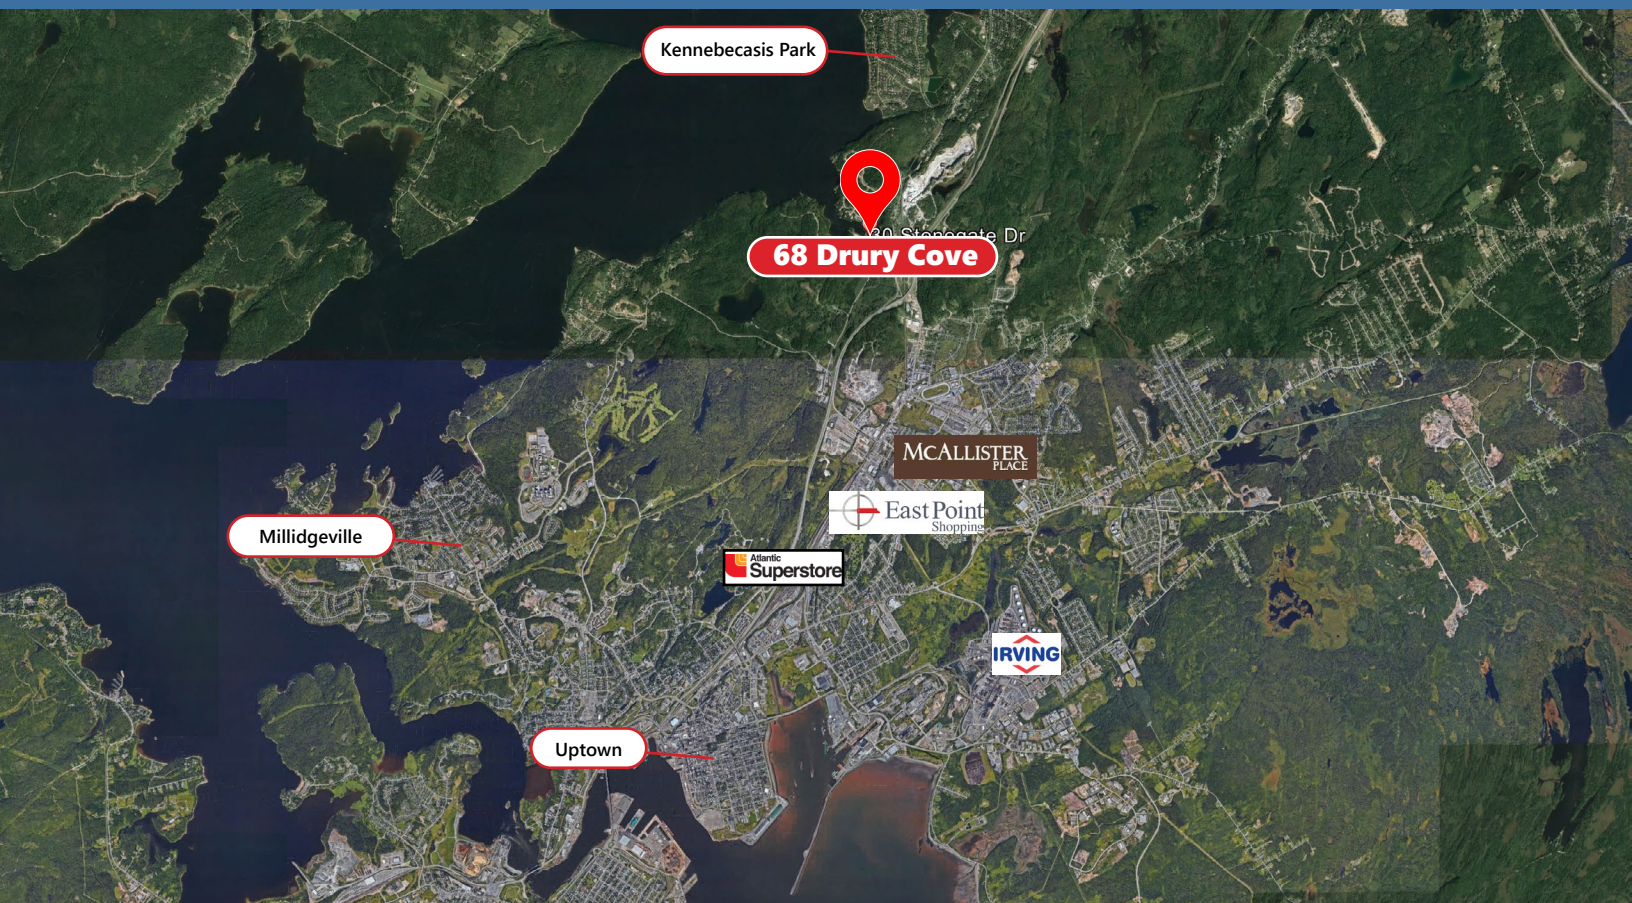 Kennebecasis Park
30 Stonegate Dr
68 Drury Cove
McAllister
Place
East Point
Shopping
Millidgeville
Atlantic
Superstore
IRVING
Uptown